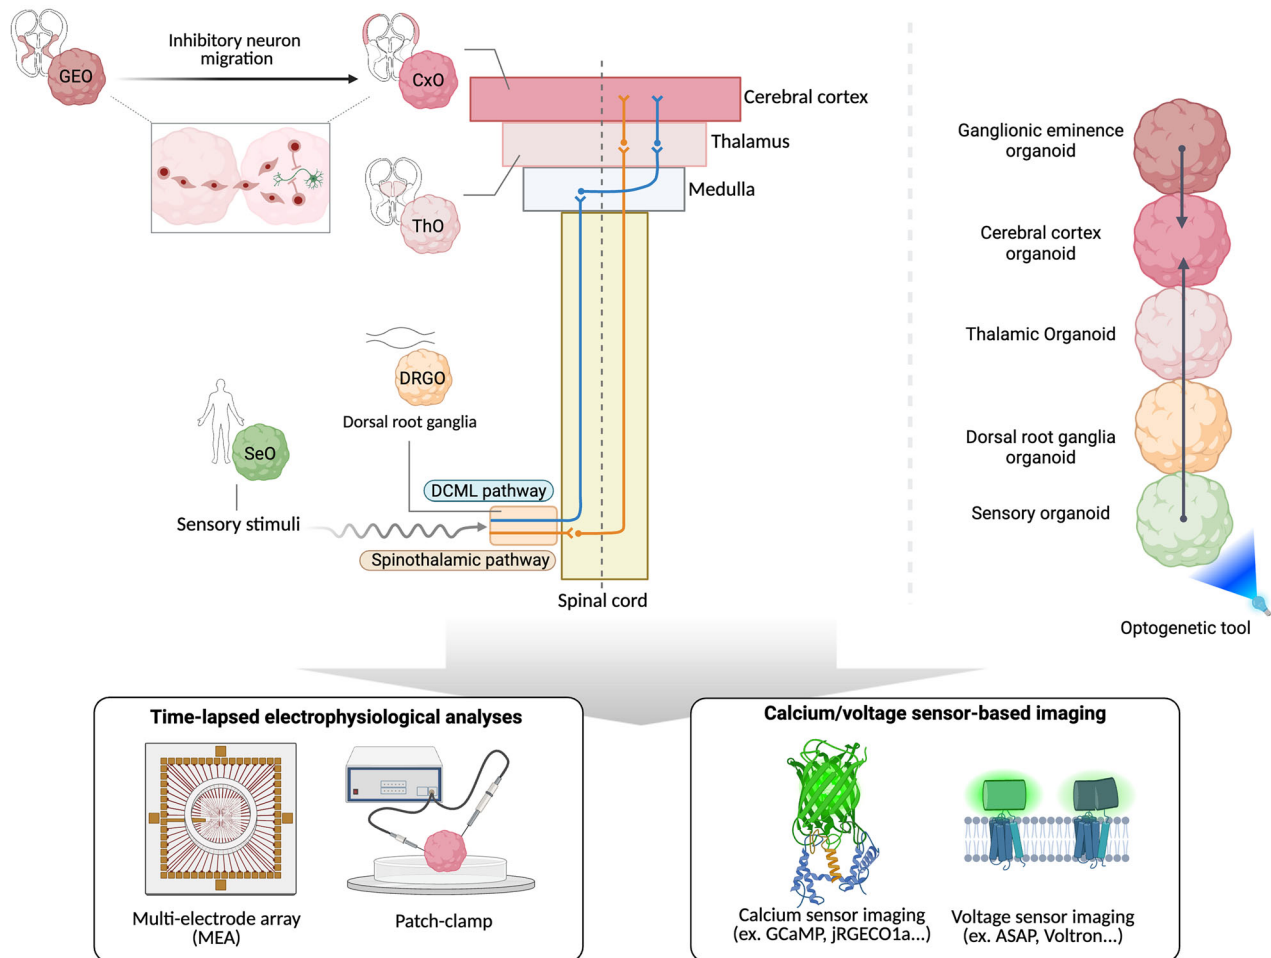 GEO
Inhibitory neuron
migration
CxO
Cerebral cortex
Thalamus
Medulla
ThO
DRGO
Dorsal root ganglia
SeO
Sensory stimuli
DCML pathway
Spinothalamic pathway
Spinal cord
Ganglionic eminence
organoid
Cerebral cortex
organoid
Thalamic Organoid
Dorsal root ganglia
organoid
Sensory organoid
Optogenetic tool
Time-lapsed electrophysiological analyses
Multi-electrode array
(MEA)
Patch-clamp
Calcium/voltage sensor-based imaging
Calcium sensor imaging
(ex. GCaMP, jRGECO1a...)
Voltage sensor imaging
(ex. ASAP, Voltron...)